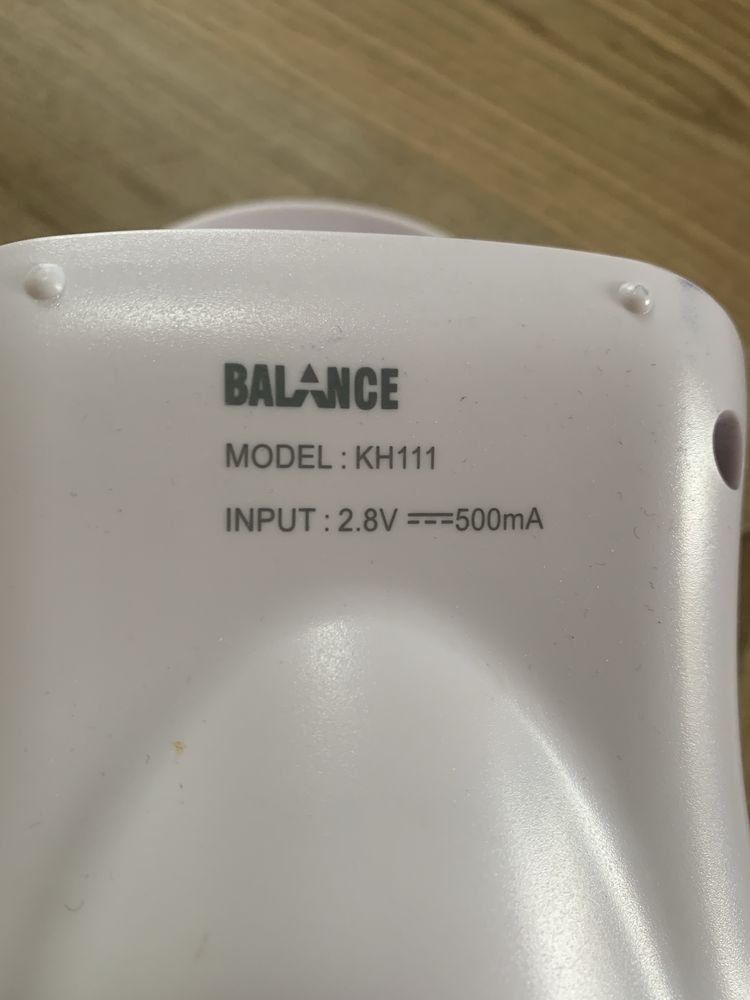 BALANCE
MODEL : KH111
INPUT : 2.8V ⎓500mA